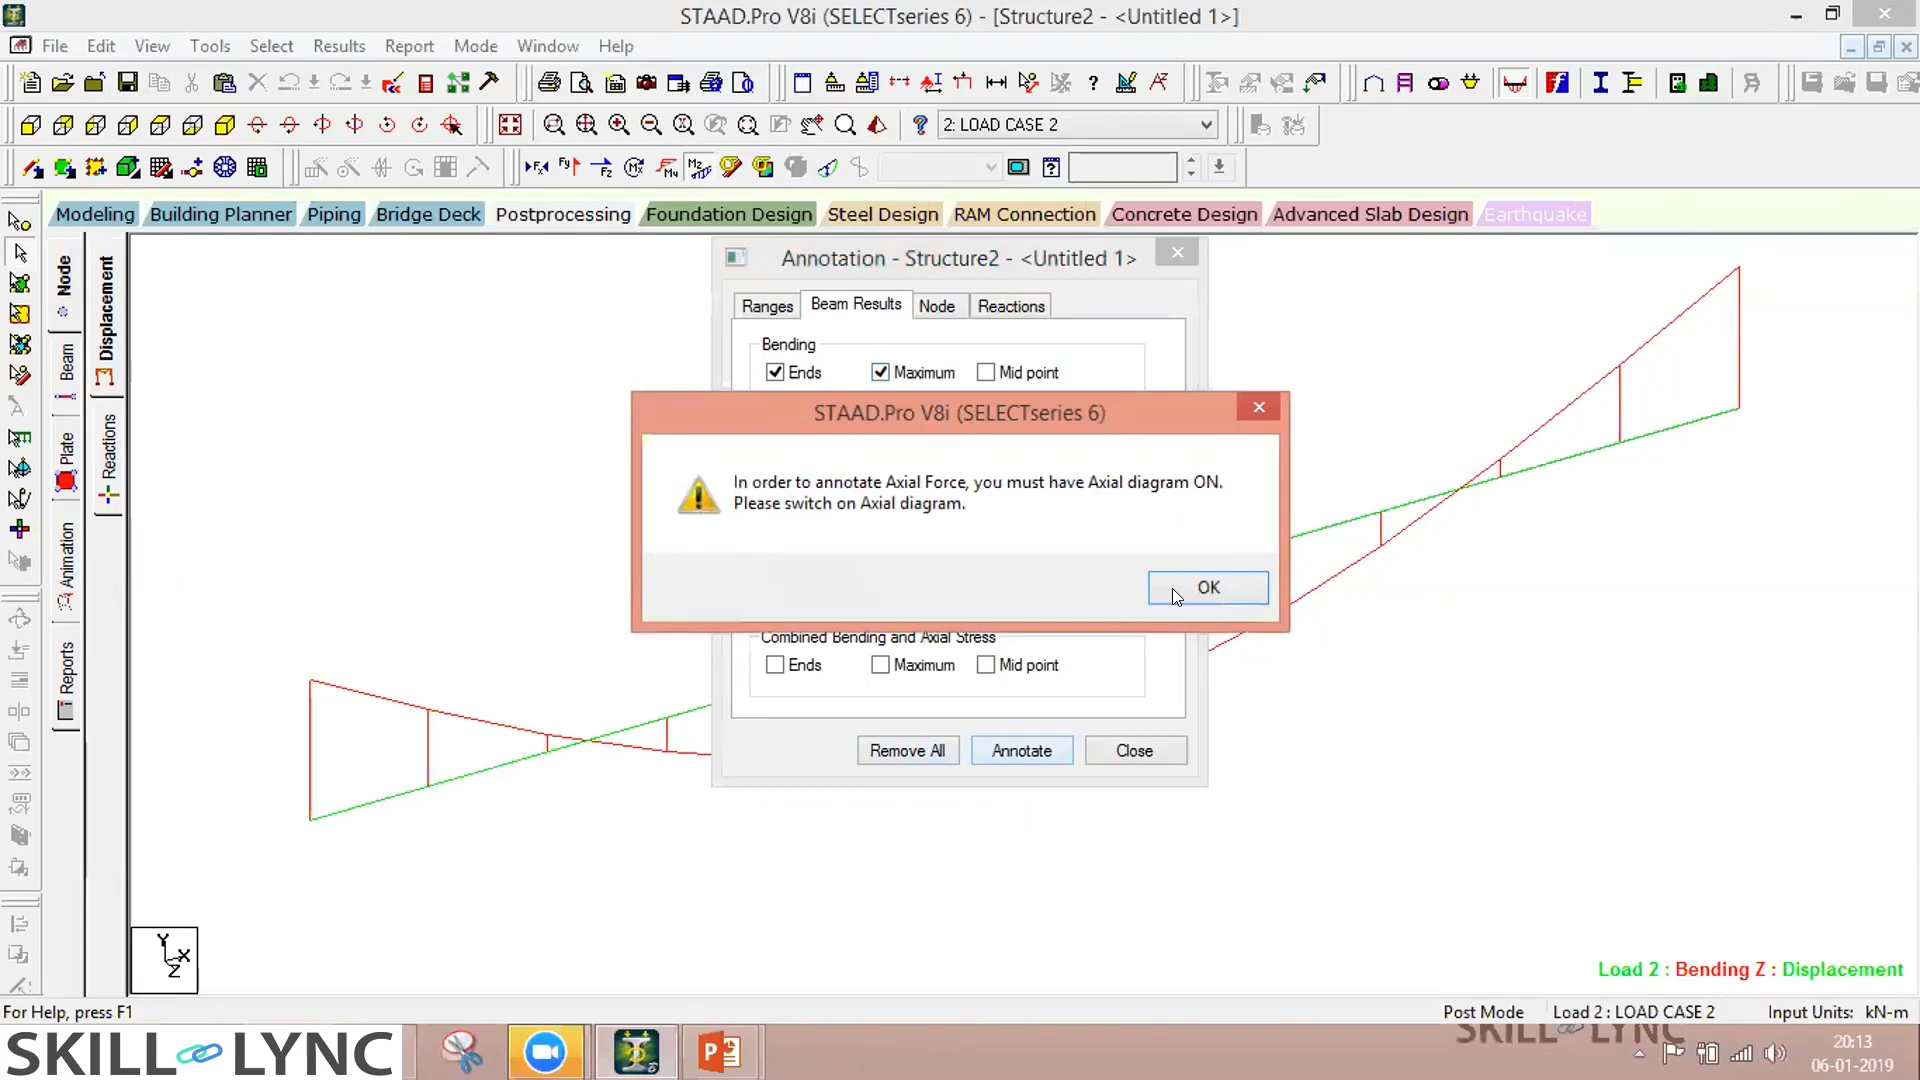 STAAD.Pro V8i (SELECTseries 6) - [Structure2 - <Untitled 1>]
File Edit View Tools Select Results Report Mode Window Help
2: LOAD CASE 2
Modeling Building Planner Piping Bridge Deck Postprocessing Foundation Design Steel Design RAM Connection Concrete Design Advanced Slab Design Earthquake
Node
Beam
Plate
Animation
Reports
Displacement
Reactions
Annotation - Structure2 - <Untitled 1>
Ranges Beam Results Node Reactions
Bending
Ends Maximum Mid point
STAAD.Pro V8i (SELECTseries 6)
In order to annotate Axial Force, you must have Axial diagram ON.
Please switch on Axial diagram.
OK
Combined Bending and Axial Stress
Ends Maximum Mid point
Remove All Annotate Close
Y
X
Z
Load 2 : Bending Z : Displacement
For Help, press F1
Post Mode Load 2 : LOAD CASE 2 Input Units: kN-m
SKILL LYNC
SKILL LYNC
20:13
06-01-2019